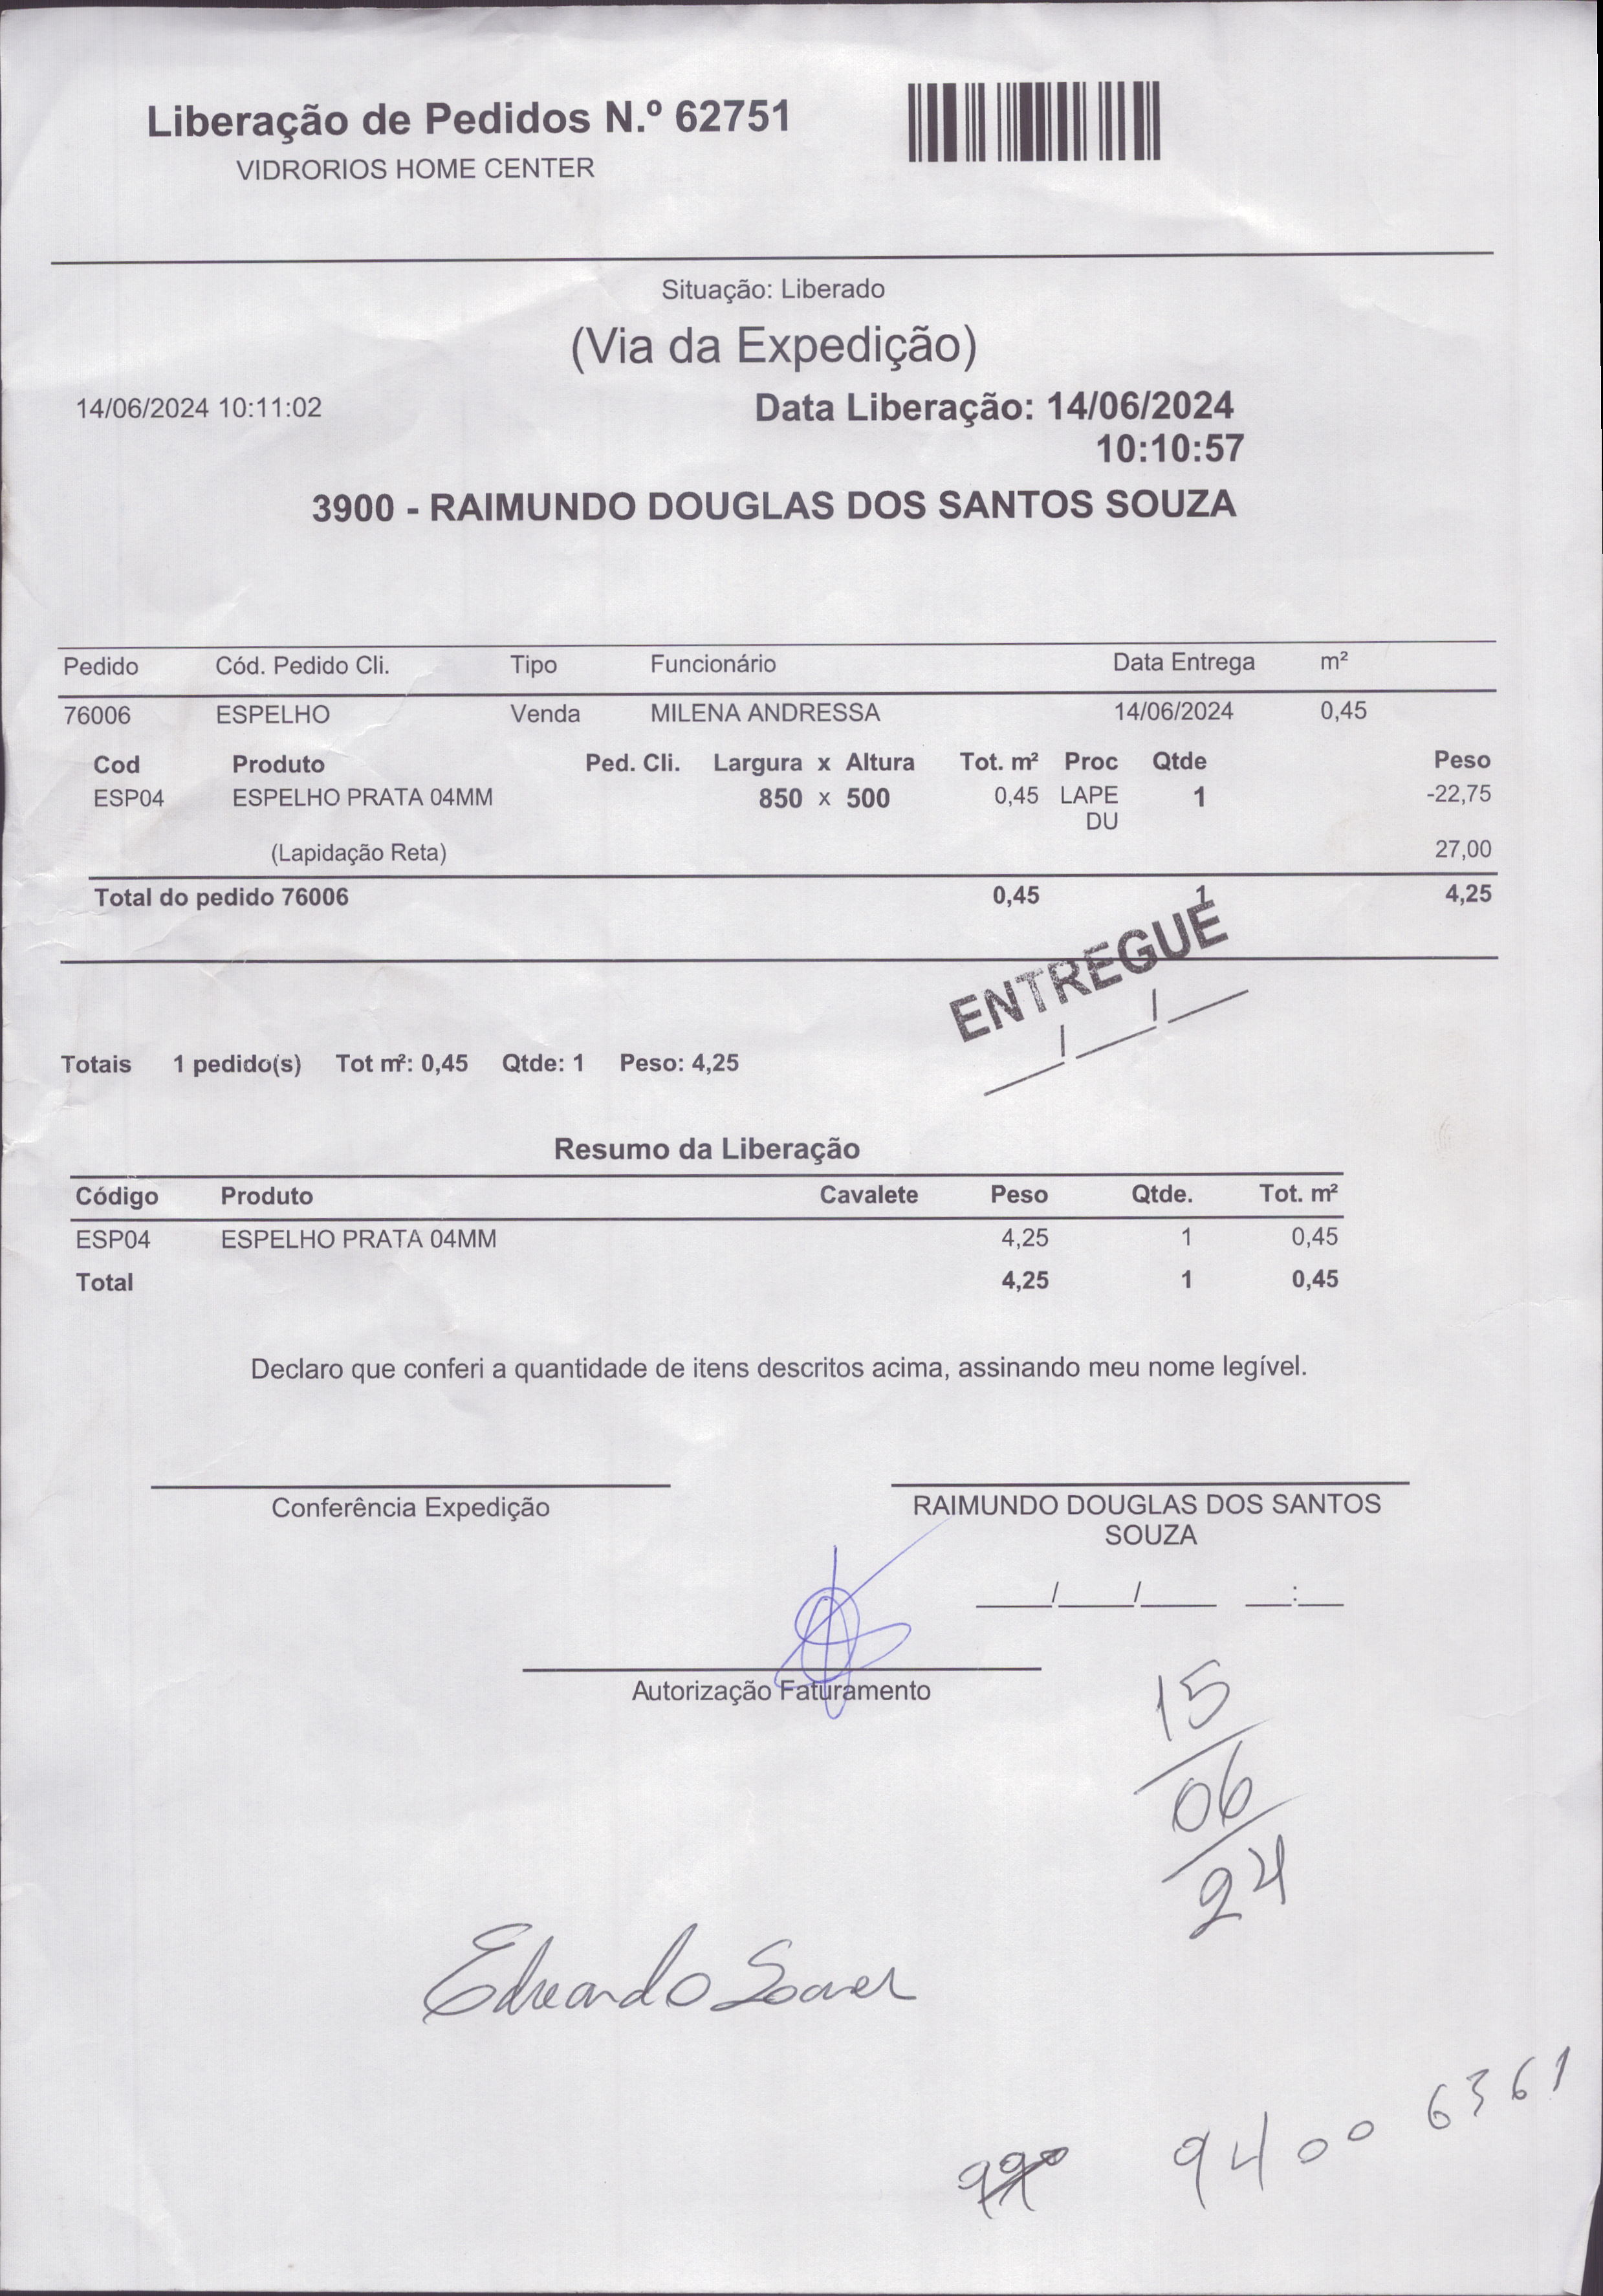 Liberação de Pedidos N.º 62751
VIDRORIOS HOME CENTER
Situação: Liberado
(Via da Expedição)
14/06/2024 10:11:02
Data Liberação: 14/06/2024
10:10:57
3900 - RAIMUNDO DOUGLAS DOS SANTOS SOUZA
Pedido Cód. Pedido Cli. Tipo Funcionário Data Entrega m²
76006 ESPELHO Venda MILENA ANDRESSA 14/06/2024 0,45
Cod Produto Ped. Cli. Largura x Altura Tot. m² Proc Qtde Peso
ESP04 ESPELHO PRATA 04MM 850 x 500 0,45 LAPE 1 -22,75
DU
(Lapidação Reta) 27,00
Total do pedido 76006 0,45 1 4,25
ENTREGUE
__/__/__
Totais 1 pedido(s) Tot m²: 0,45 Qtde: 1 Peso: 4,25
Resumo da Liberação
Código Produto Cavalete Peso Qtde. Tot. m²
ESP04 ESPELHO PRATA 04MM 4,25 1 0,45
Total 4,25 1 0,45
Declaro que conferi a quantidade de itens descritos acima, assinando meu nome legível.
Conferência Expedição
RAIMUNDO DOUGLAS DOS SANTOS
SOUZA
____/____/____ __:__
Autorização Faturamento
15
06
24
Eduardo Soares
9400 6361